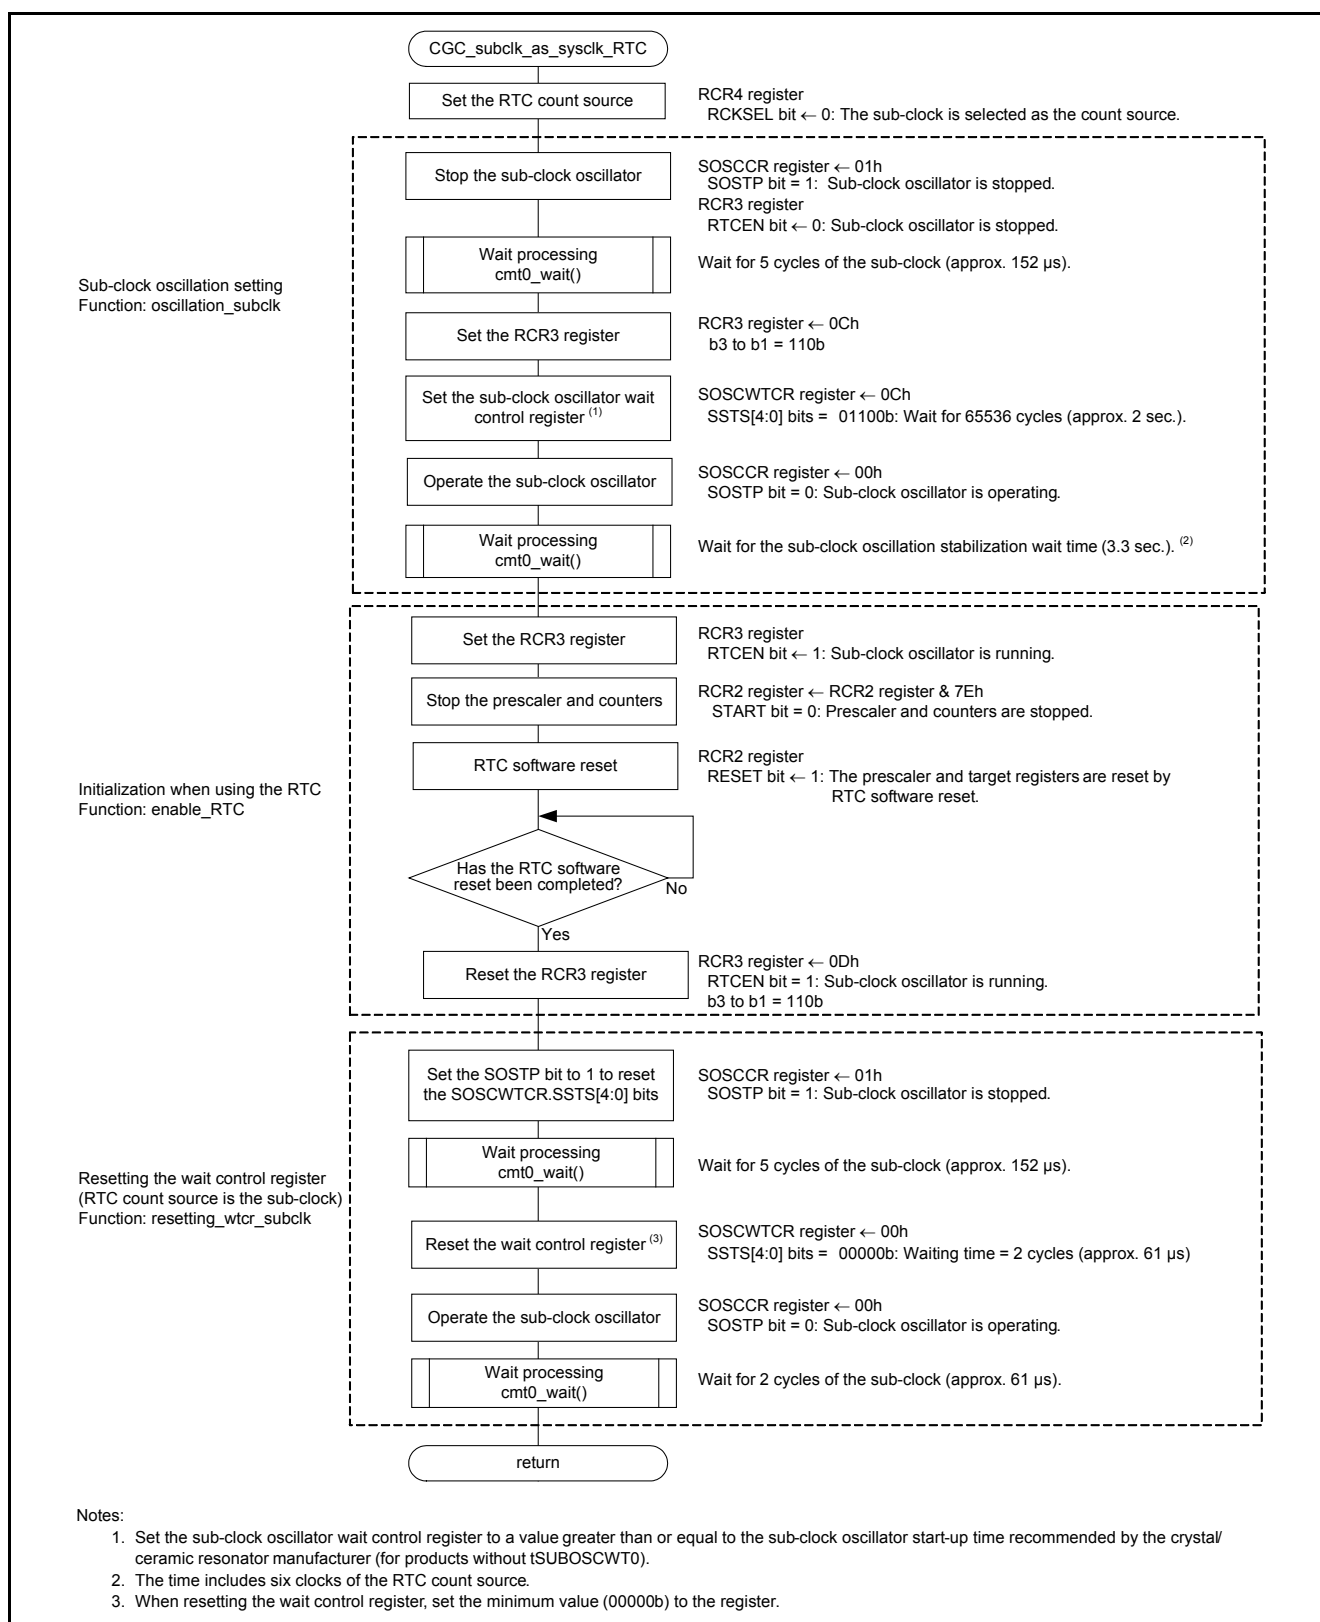 CGC_subclk_as_sysclk_RTC
Set the RTC count source
RCR4 register
RCKSEL bit ← 0: The sub-clock is selected as the count source.
Sub-clock oscillation setting
Function: oscillation_subclk
Stop the sub-clock oscillator
SOSCCR register ← 01h
SOSTP bit = 1: Sub-clock oscillator is stopped.
RCR3 register
RTCEN bit ← 0: Sub-clock oscillator is stopped.
Wait processing
cmt0_wait()
Wait for 5 cycles of the sub-clock (approx. 152 µs).
Set the RCR3 register
RCR3 register ← 0Ch
b3 to b1 = 110b
Set the sub-clock oscillator wait
control register (1)
SOSCWTCR register ← 0Ch
SSTS[4:0] bits = 01100b: Wait for 65536 cycles (approx. 2 sec.).
Operate the sub-clock oscillator
SOSCCR register ← 00h
SOSTP bit = 0: Sub-clock oscillator is operating.
Wait processing
cmt0_wait()
Wait for the sub-clock oscillation stabilization wait time (3.3 sec.). (2)
Initialization when using the RTC
Function: enable_RTC
Set the RCR3 register
RCR3 register
RTCEN bit ← 1: Sub-clock oscillator is running.
Stop the prescaler and counters
RCR2 register ← RCR2 register & 7Eh
START bit = 0: Prescaler and counters are stopped.
RTC software reset
RCR2 register
RESET bit ← 1: The prescaler and target registers are reset by
RTC software reset.
Has the RTC software
reset been completed?
No
Yes
Reset the RCR3 register
RCR3 register ← 0Dh
RTCEN bit = 1: Sub-clock oscillator is running.
b3 to b1 = 110b
Resetting the wait control register
(RTC count source is the sub-clock)
Function: resetting_wtcr_subclk
Set the SOSTP bit to 1 to reset
the SOSCWTCR.SSTS[4:0] bits
SOSCCR register ← 01h
SOSTP bit = 1: Sub-clock oscillator is stopped.
Wait processing
cmt0_wait()
Wait for 5 cycles of the sub-clock (approx. 152 µs).
Reset the wait control register (3)
SOSCWTCR register ← 00h
SSTS[4:0] bits = 00000b: Waiting time = 2 cycles (approx. 61 µs)
Operate the sub-clock oscillator
SOSCCR register ← 00h
SOSTP bit = 0: Sub-clock oscillator is operating.
Wait processing
cmt0_wait()
Wait for 2 cycles of the sub-clock (approx. 61 µs).
return
Notes:
1. Set the sub-clock oscillator wait control register to a value greater than or equal to the sub-clock oscillator start-up time recommended by the crystal/
ceramic resonator manufacturer (for products without tSUBOSCWT0).
2. The time includes six clocks of the RTC count source.
3. When resetting the wait control register, set the minimum value (00000b) to the register.